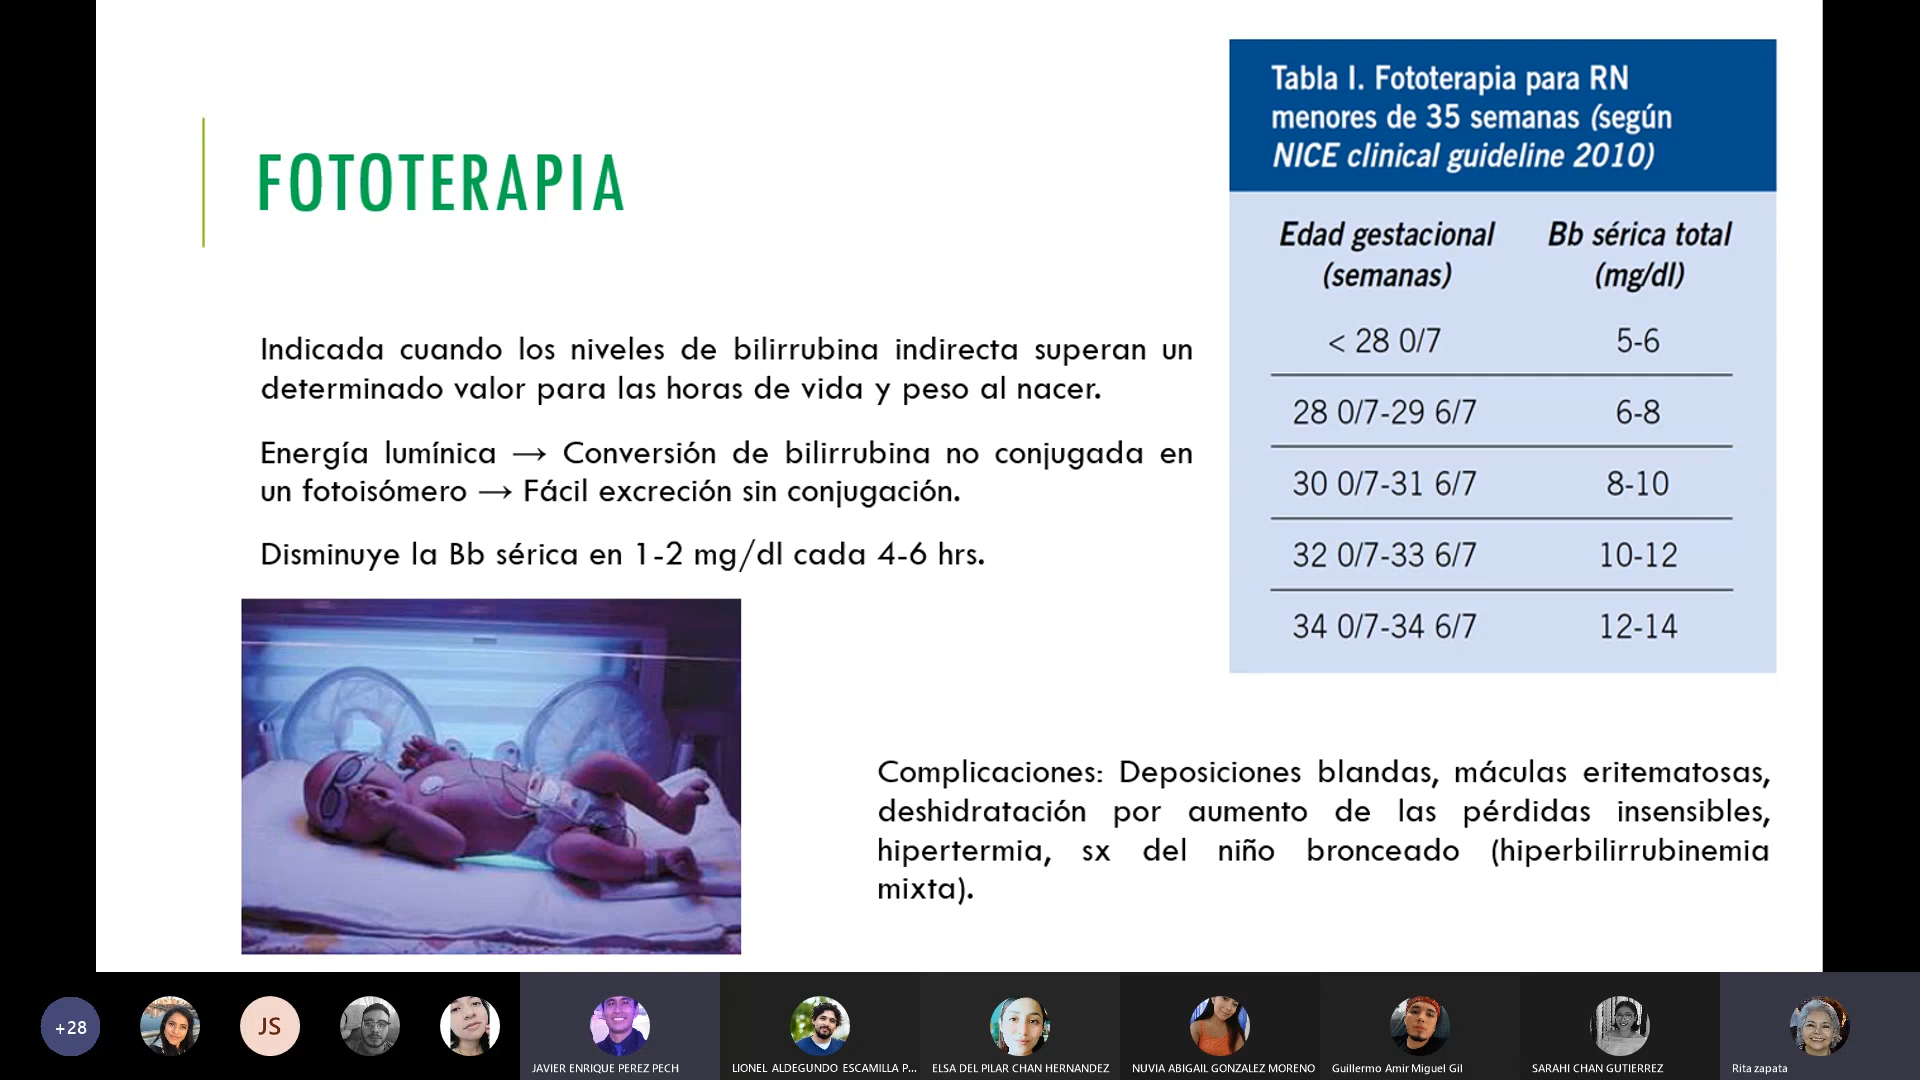 FOTOTERAPIA
Indicada cuando los niveles de bilirrubina indirecta superan un
determinado valor para las horas de vida y peso al nacer.
Energía lumínica → Conversión de bilirrubina no conjugada en
un fotoisómero → Fácil excreción sin conjugación.
Disminuye la Bb sérica en 1-2 mg/dl cada 4-6 hrs.
Tabla I. Fototerapia para RN
menores de 35 semanas (según
NICE clinical guideline 2010)
Edad gestacional (semanas) Bb sérica total (mg/dl)
< 28 0/7 5-6
28 0/7-29 6/7 6-8
30 0/7-31 6/7 8-10
32 0/7-33 6/7 10-12
34 0/7-34 6/7 12-14
Complicaciones: Deposiciones blandas, máculas eritematosas,
deshidratación por aumento de las pérdidas insensibles,
hipertermia, sx del niño bronceado (hiperbilirrubinemia
mixta).
+28
JS
JAVIER ENRIQUE PEREZ PECH
LIONEL ALDEGUNDO ESCAMILLA P...
ELSA DEL PILAR CHAN HERNANDEZ
NUVIA ABIGAIL GONZALEZ MORENO
Guillermo Amir Miguel Gil
SARAHI CHAN GUTIERREZ
Rita zapata